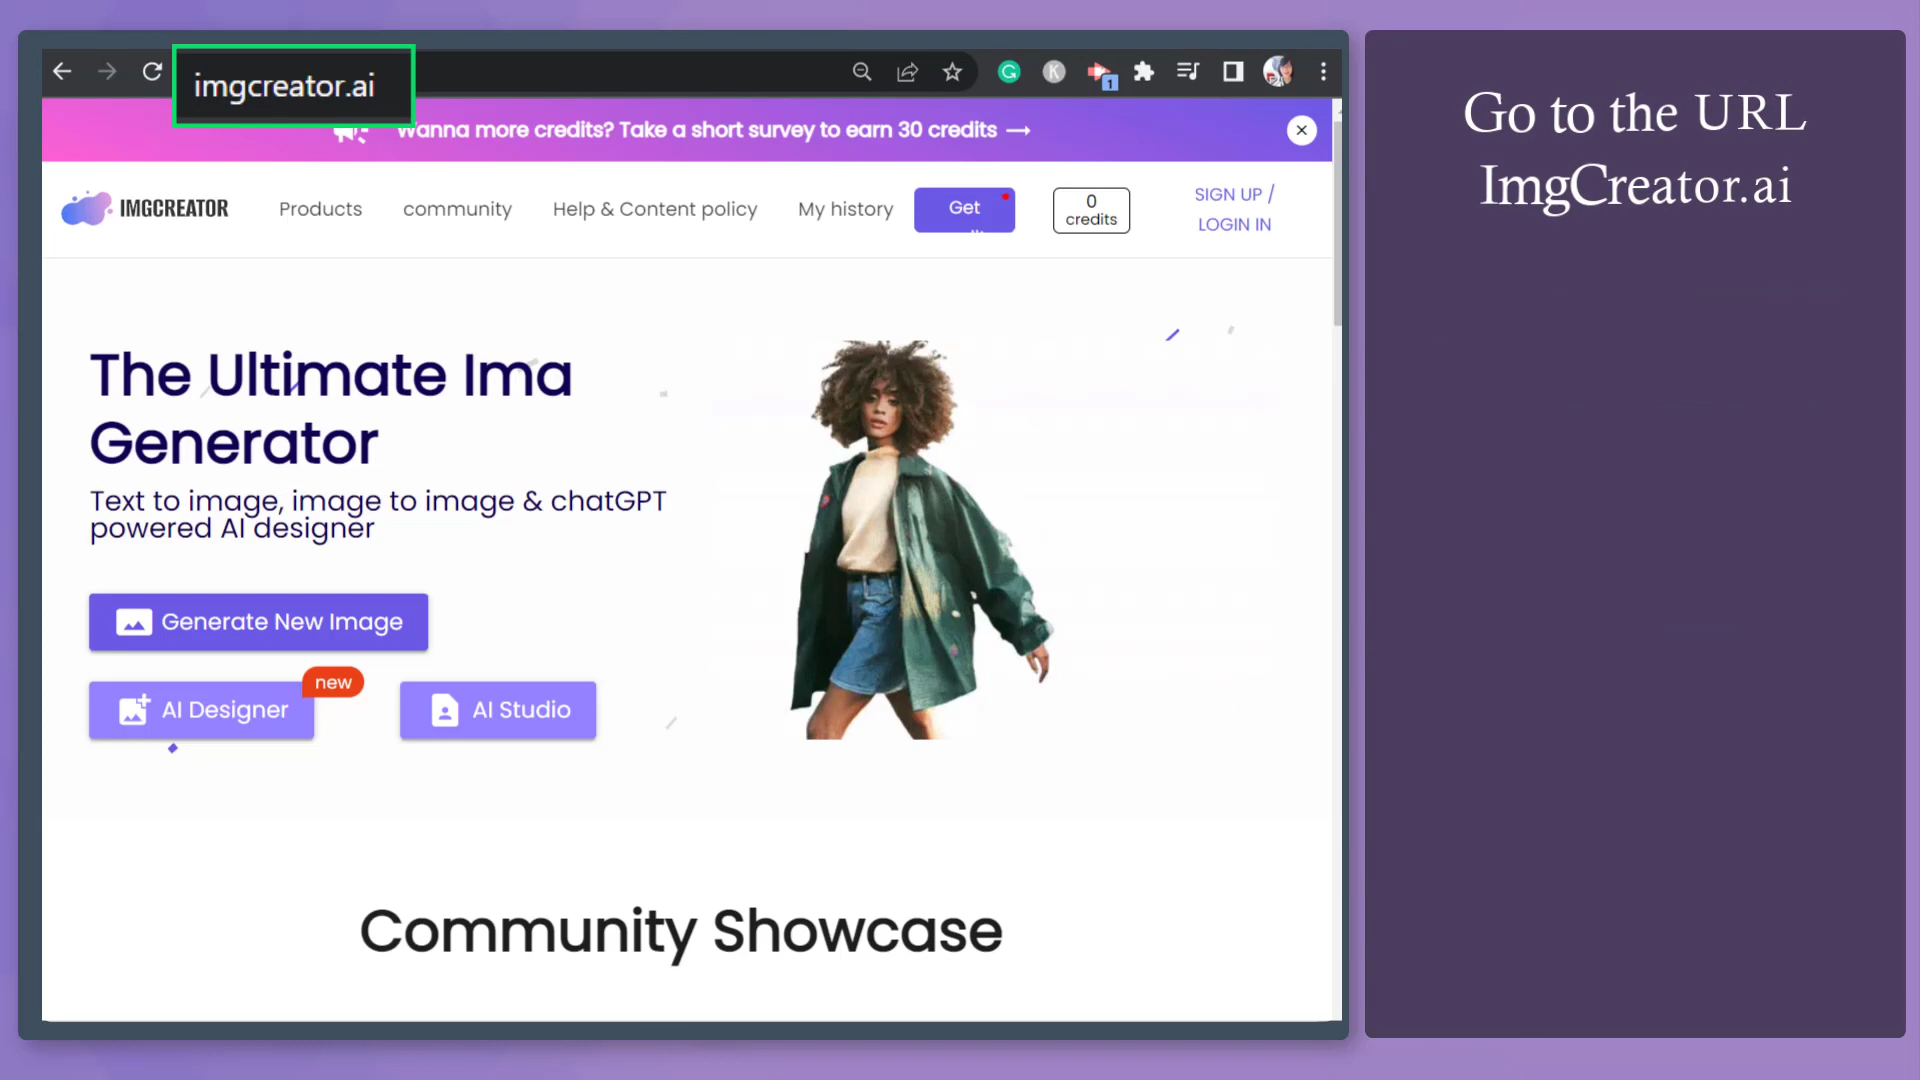 imgcreator.ai
1
Wanna more credits? Take a short survey to earn 30 credits →
IMGCREATOR
Products
community
Help & Content policy
My history
Get
0
credits
SIGN UP /
LOGIN IN
The Ultimate Ima
Generator
Text to image, image to image & chatGPT
powered AI designer
Generate New Image
new
AI Designer
AI Studio
Community Showcase
Go to the URL
ImgCreator.ai